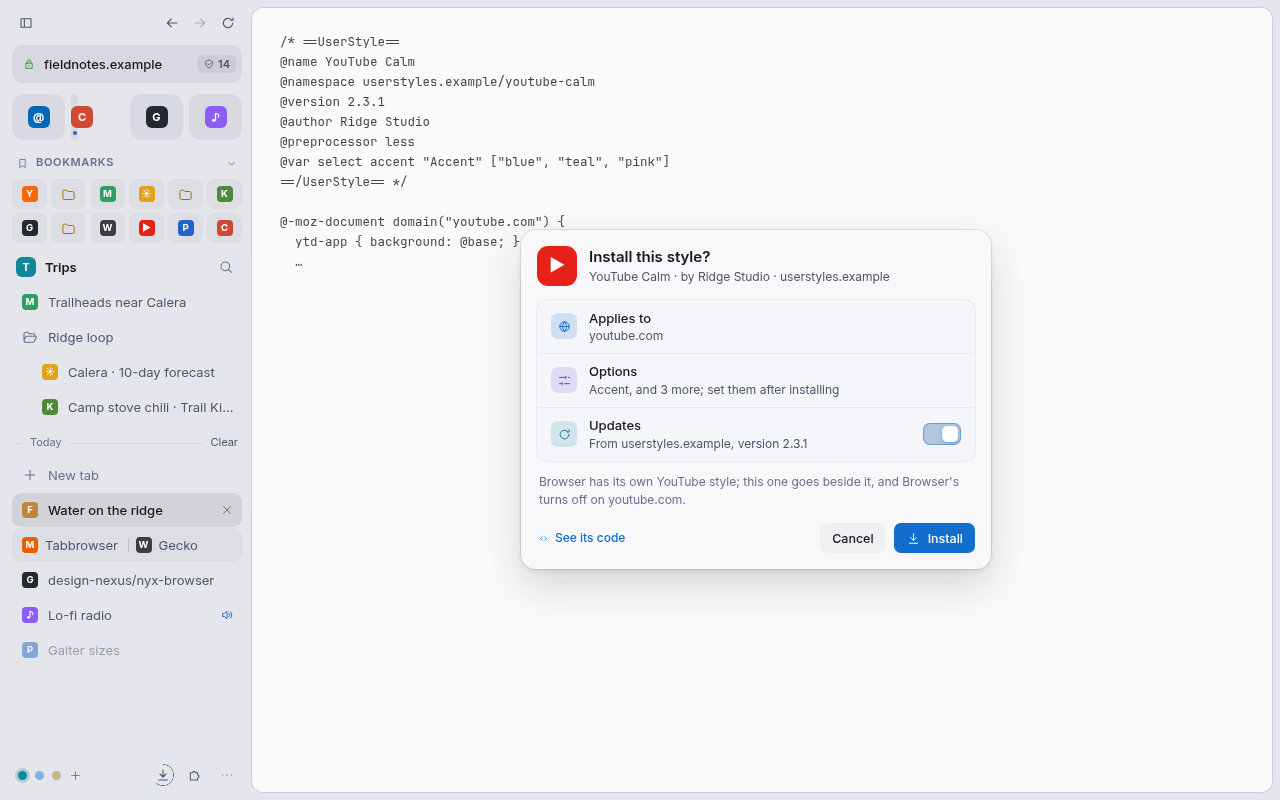 fieldnotes.example
14
@
C
G
BOOKMARKS
Y
M
K
G
W
P
C
T Trips
M Trailheads near Calera
Ridge loop
Calera · 10-day forecast
K Camp stove chili · Trail Ki…
Today
Clear
New tab
F Water on the ridge
M Tabbrowser
W Gecko
G design-nexus/nyx-browser
Lo-fi radio
P Gaiter sizes
/* ==UserStyle==
@name YouTube Calm
@namespace userstyles.example/youtube-calm
@version 2.3.1
@author Ridge Studio
@preprocessor less
@var select accent "Accent" ["blue", "teal", "pink"]
==/UserStyle== */
@-moz-document domain("youtube.com") {
ytd-app { background: @base; }
…
Install this style?
YouTube Calm · by Ridge Studio · userstyles.example
Applies to
youtube.com
Options
Accent, and 3 more; set them after installing
Updates
From userstyles.example, version 2.3.1
Browser has its own YouTube style; this one goes beside it, and Browser's
turns off on youtube.com.
See its code
Cancel
Install